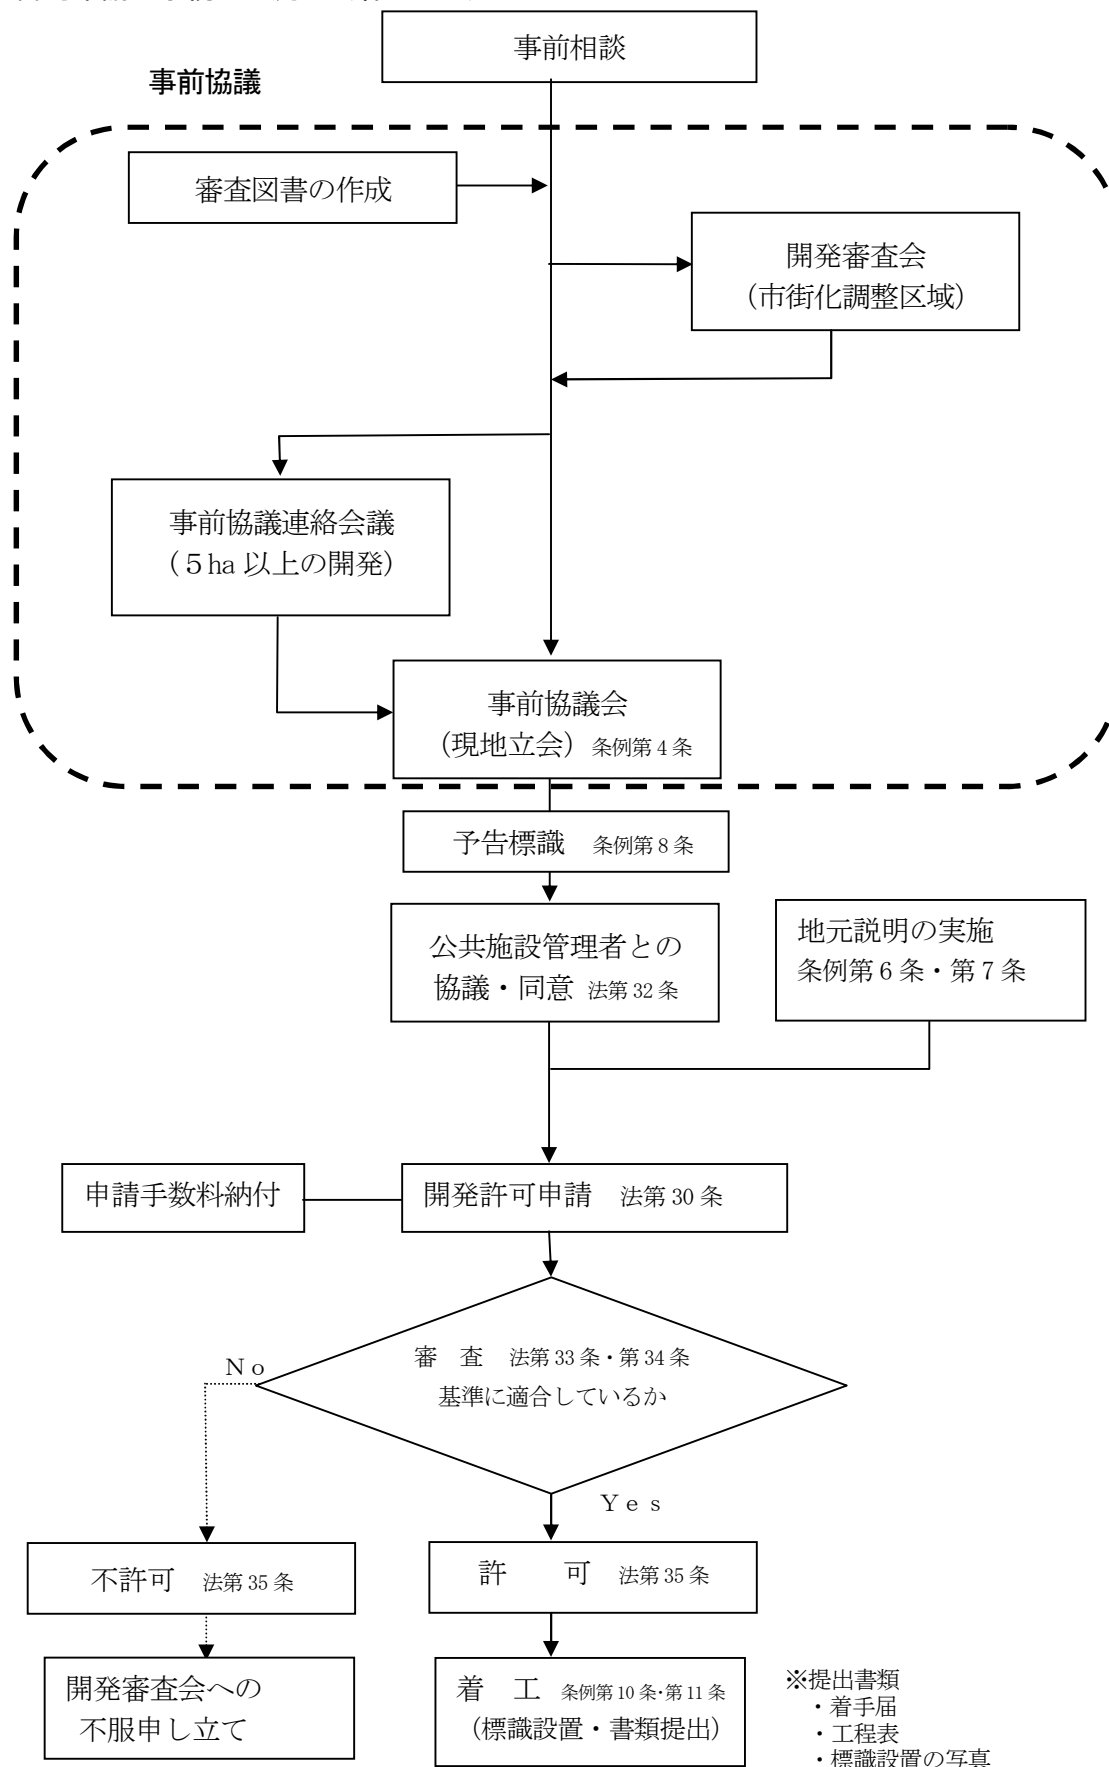 事前相談
事前協議
審査図書の作成
開発審査会
（市街化調整区域）
事前協議連絡会議
（５ha 以上の開発）
事前協議会
（現地立会） 条例第４条
予告標識　条例第８条
公共施設管理者との
協議・同意 法第 32 条
地元説明の実施
条例第６条・第７条
申請手数料納付
開発許可申請　法第 30 条
審　査　法第 33 条・第 34 条
基準に適合しているか
Ｎｏ
Ｙｅｓ
不許可　法第 35 条
許　　可　法第 35 条
開発審査会への
不服申し立て
着　工　条例第 10 条・第 11 条
（標識設置・書類提出）
※提出書類
・着手届
・工程表
・標識設置の写真